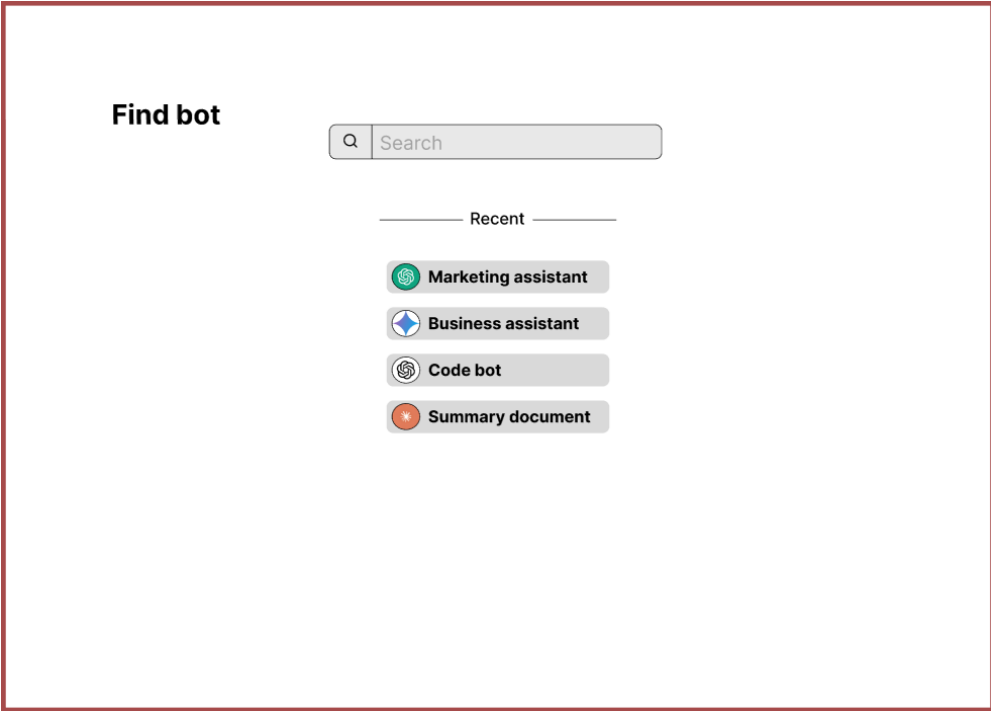 Find bot
Search
Recent
Marketing assistant
Business assistant
Code bot
Summary document